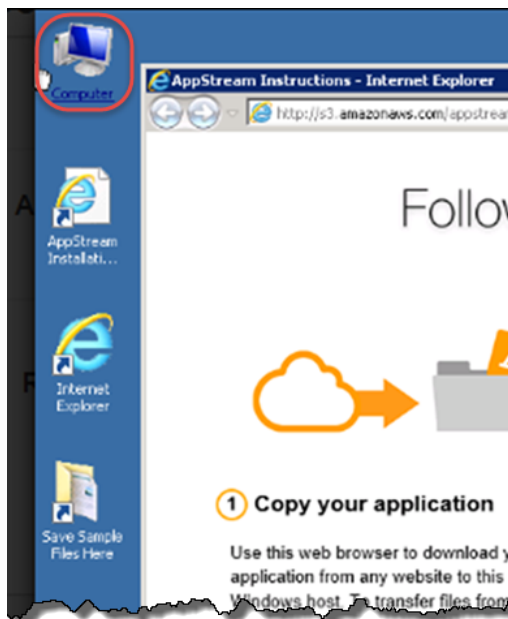 Computer
AppStream Instructions - Internet Explorer
http://s3.amazonaws.com/appstrea
AppStream
Installati...
Follo
Internet
Explorer
1 Copy your application
Save Sample
Files Here
Use this web browser to download y
application from any website to this
Windows host. To transfer files from